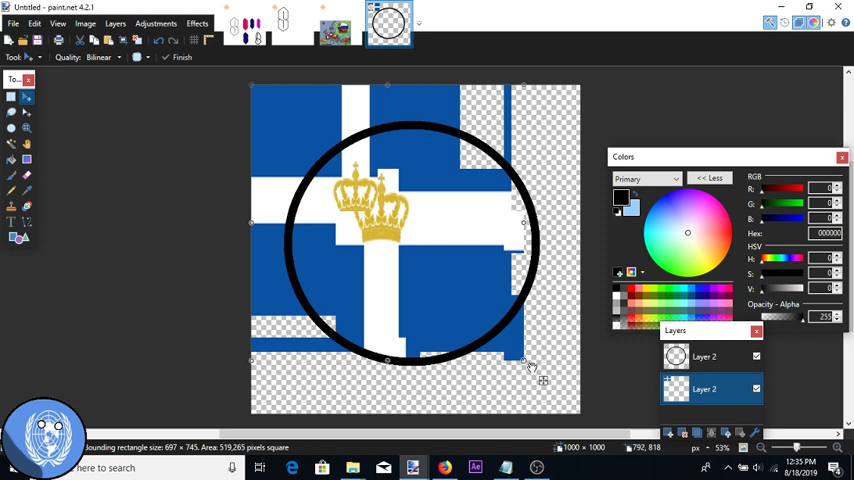 Untitled - paint.net 4.2.1
File Edit View Image Layers Adjustments Effects
Tool: Quality: Bilinear Finish
To...
Colors
Primary << Less RGB
R: 0
G: 0
B: 0
Hex: 000000
HSV
H: 0
S: 0
V: 0
Opacity - Alpha
255
Layers
Layer 2
Layer 2
Bounding rectangle size: 697 × 745. Area: 519,265 pixels square 1000 × 1000 792, 818 px 53%
here to search
Ae
12:35 PM
8/18/2019
4